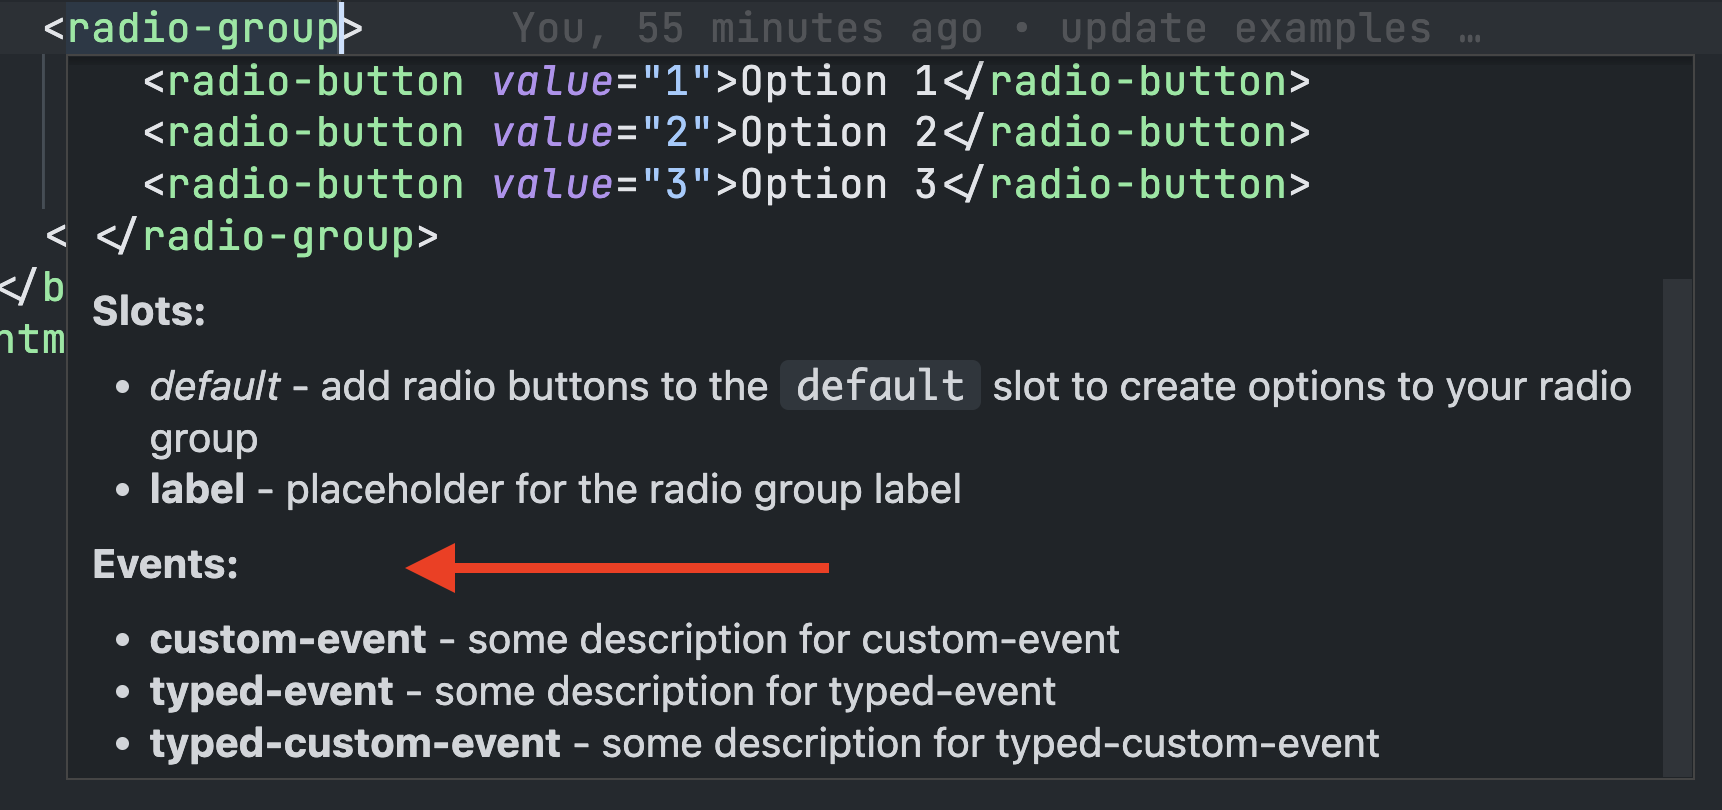 <radio-group> You, 55 minutes ago • update examples …
<radio-button value="1">Option 1</radio-button>
<radio-button value="2">Option 2</radio-button>
<radio-button value="3">Option 3</radio-button>
< </radio-group>
</b
Slots:
htm
• default - add radio buttons to the default slot to create options to your radio
group
• label - placeholder for the radio group label
Events:
• custom-event - some description for custom-event
• typed-event - some description for typed-event
• typed-custom-event - some description for typed-custom-event